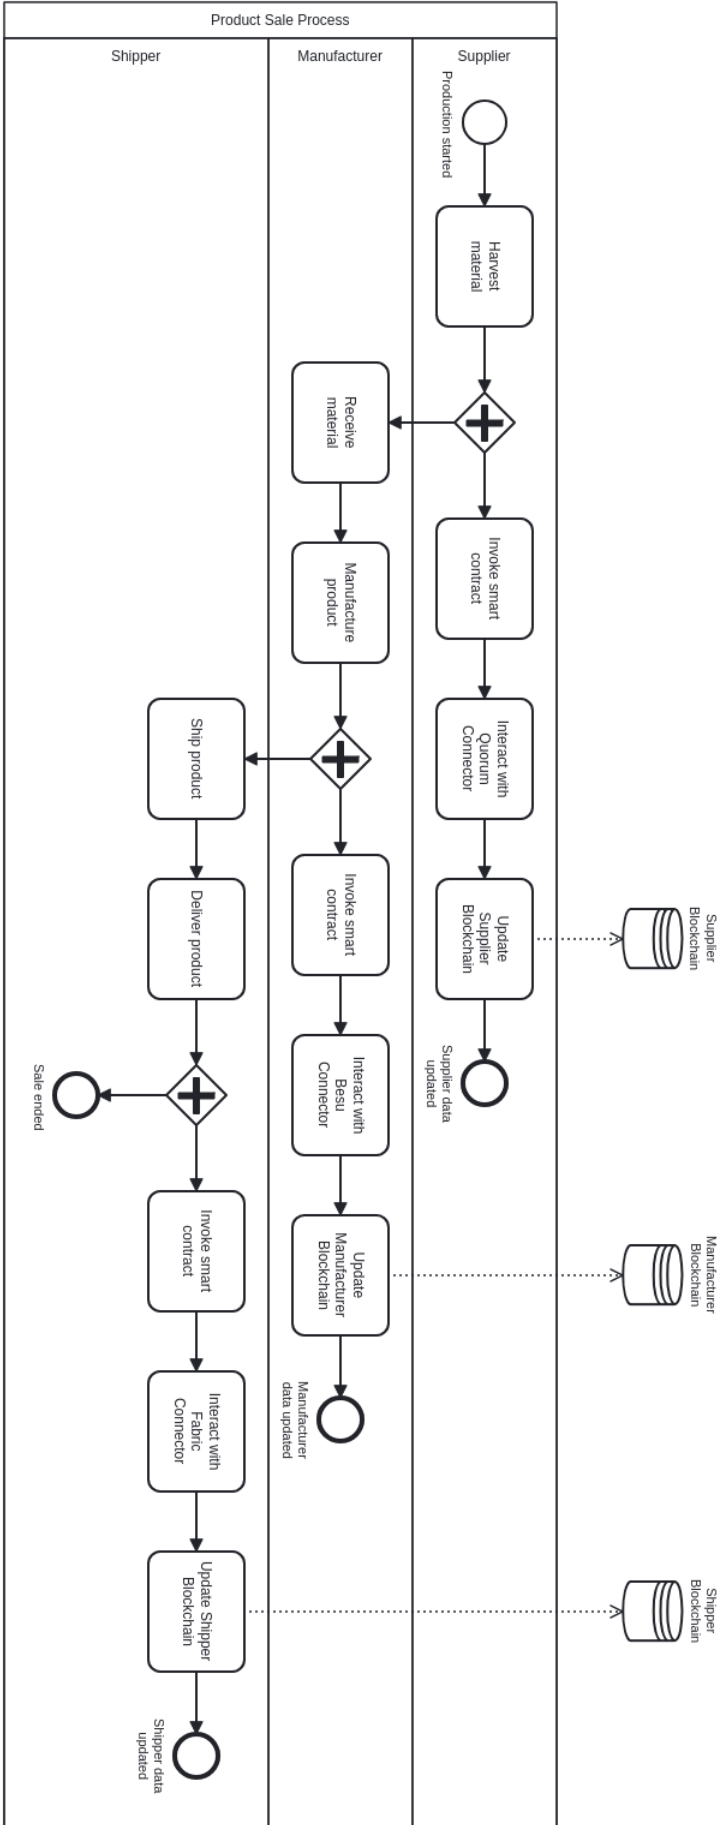 Product Sale Process
Shipper
Manufacturer
Supplier
Production started
Harvest
material
Receive
material
Invoke smart
contract
Manufacture
product
Interact with
Quorum
Connector
Ship product
Invoke smart
contract
Deliver product
Update
Supplier
Blockchain
Supplier
Blockchain
Supplier data
updated
Sale ended
Interact with
Besu
Connector
Invoke smart
contract
Update
Manufacturer
Blockchain
Manufacturer
Blockchain
Manufacturer
data updated
Interact with
Fabric
Connector
Update Shipper
Blockchain
Shipper
Blockchain
Shipper data
updated